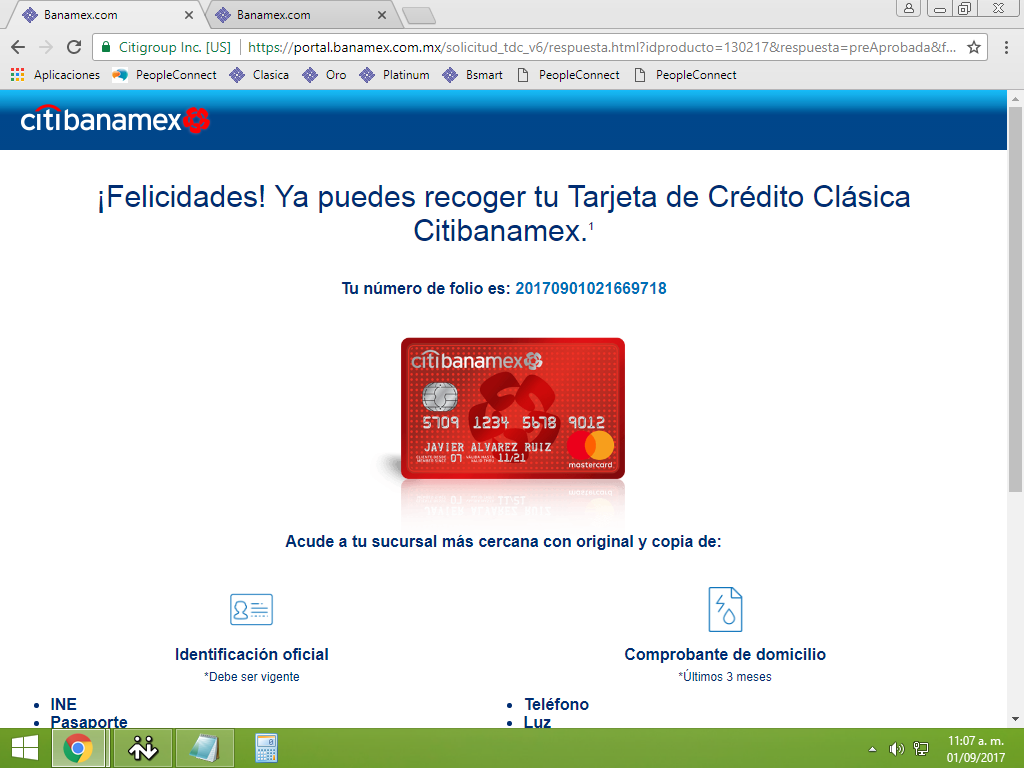 Banamex.com
Banamex.com
Citigroup Inc. [US]
https://portal.banamex.com.mx/solicitud_tdc_v6/respuesta.html?idproducto=130217&respuesta=preAprobada&f...
Aplicaciones
PeopleConnect
Clasica
Oro
Platinum
Bsmart
PeopleConnect
PeopleConnect
citibanamex
¡Felicidades! Ya puedes recoger tu Tarjeta de Crédito Clásica
Citibanamex.¹
Tu número de folio es: 20170901021669718
citibanamex
5709 1234 5678 9012
JAVIER ALVAREZ RUIZ
CLIENTE DESDE
MEMBER SINCE 07
VALIDA HASTA
VALID THRU 11/21
mastercard
Acude a tu sucursal más cercana con original y copia de:
Identificación oficial
*Debe ser vigente
• INE
• Pasaporte
Comprobante de domicilio
*Últimos 3 meses
• Teléfono
• Luz
11:07 a. m.
01/09/2017